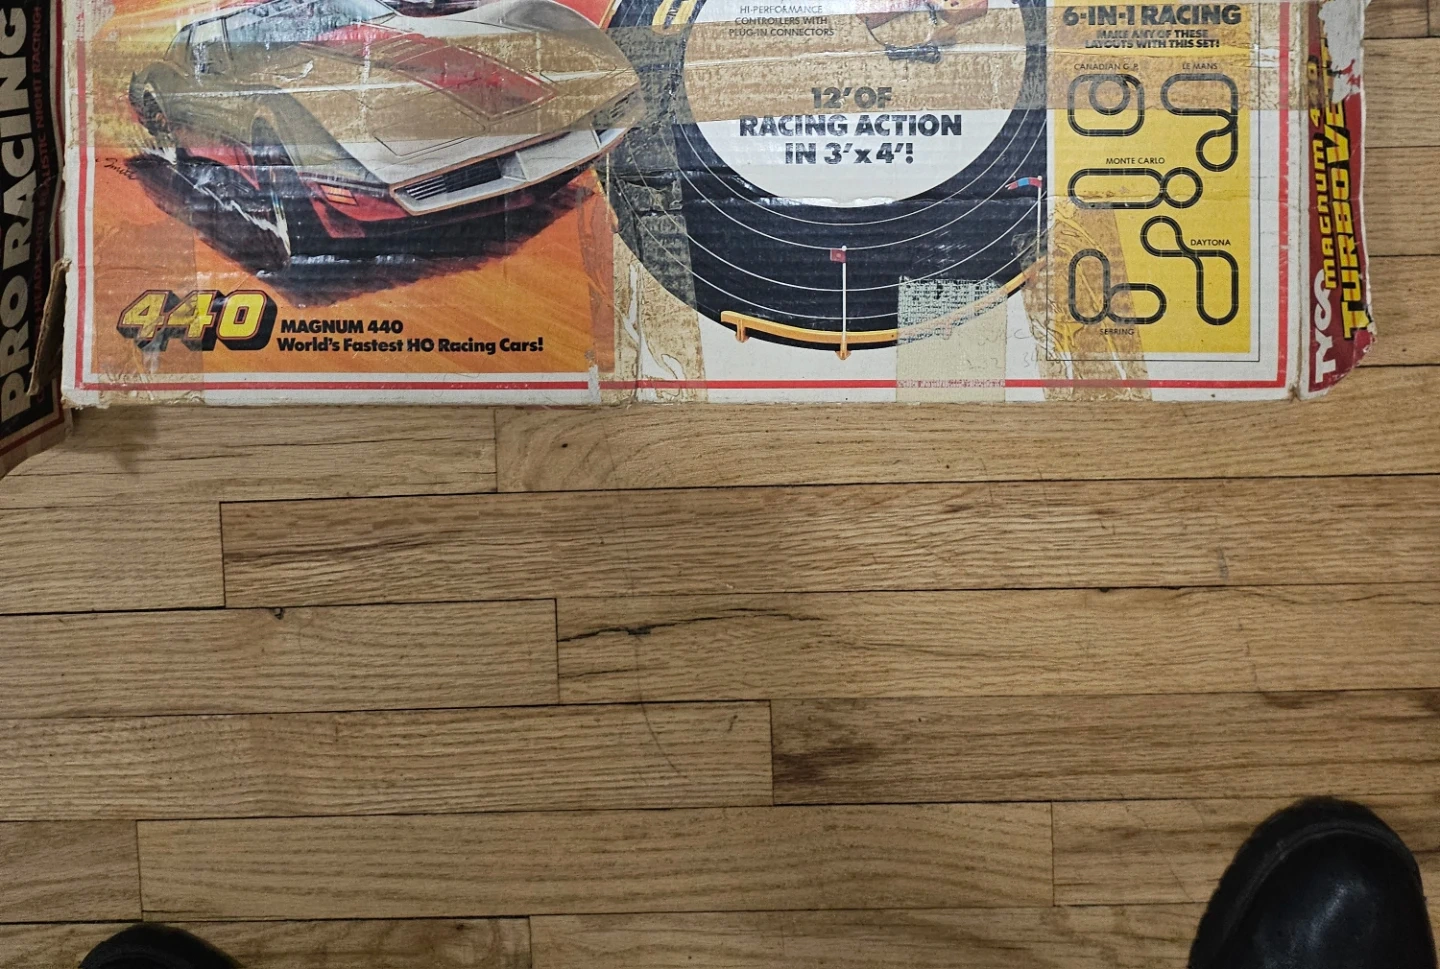 PRO RACING
HI-PERFORMANCE
CONTROLLERS WITH
PLUG-IN CONNECTORS
12' OF
RACING ACTION
IN 3' x 4'!
6-IN-1 RACING
MAKE ANY OF THESE
LAYOUTS WITH THIS SET!
CANADIAN G.P.
LE MANS
MONTE CARLO
DAYTONA
SEBRING
440
MAGNUM 440
World's Fastest HO Racing Cars!
TYCO MAGNUM 440